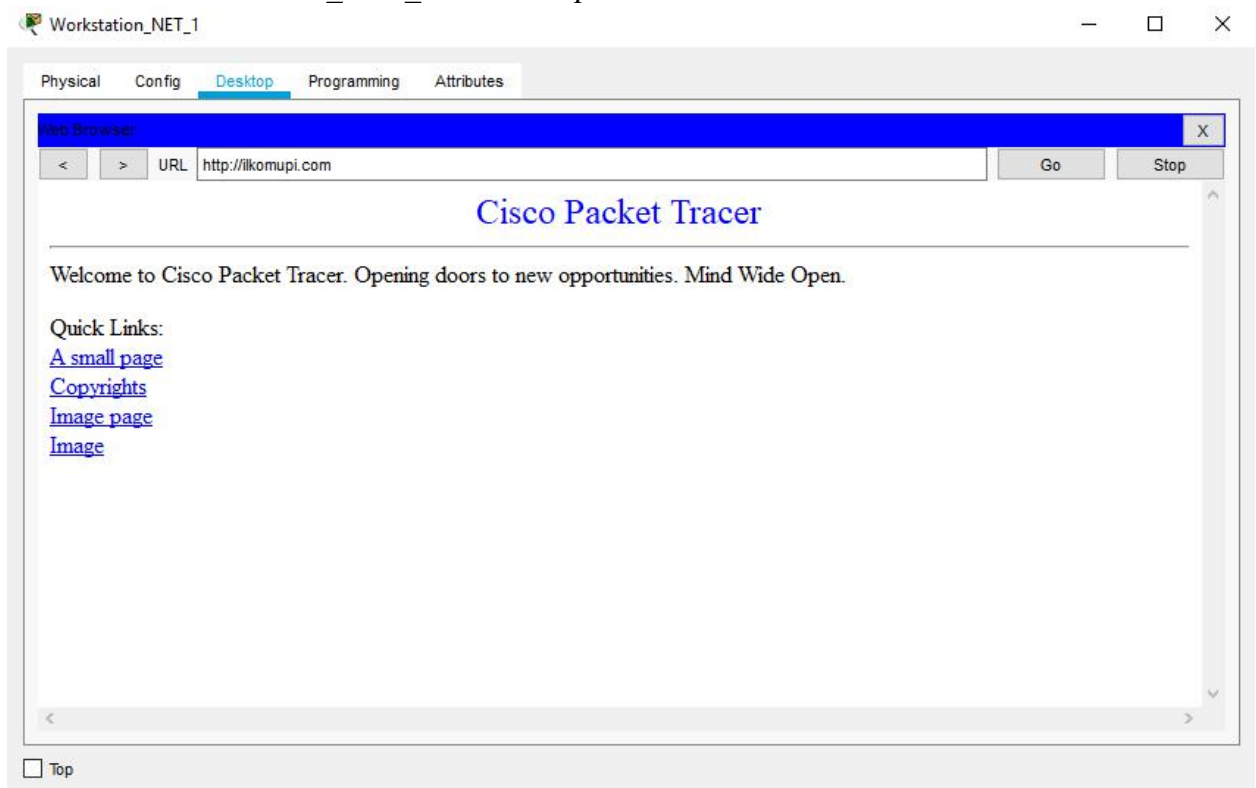 Workstation_NET_1
Physical Config Desktop Programming Attributes
Web Browser
X
< > URL http://ilkomupi.com Go Stop
Cisco Packet Tracer
Welcome to Cisco Packet Tracer. Opening doors to new opportunities. Mind Wide Open.
Quick Links:
A small page
Copyrights
Image page
Image
Top